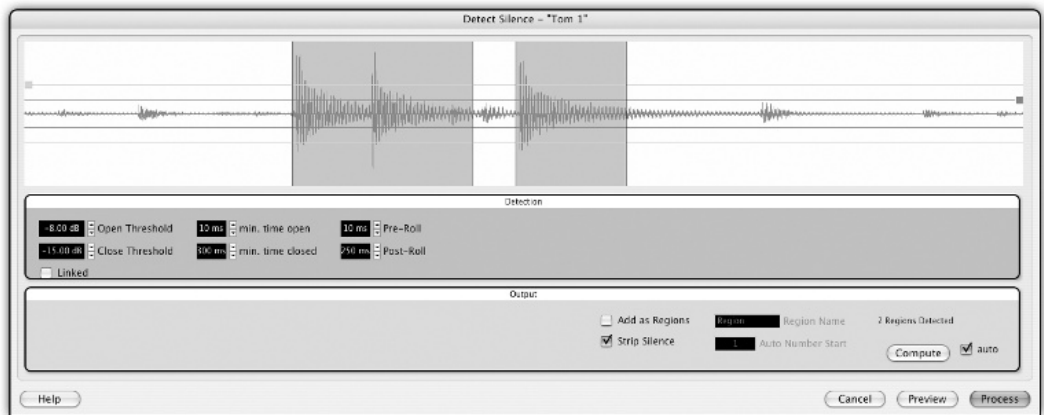 Detect Silence - "Tom 1"
Detection
-8.00 dB Open Threshold 10 ms min. time open 10 ms Pre-Roll
-15.00 dB Close Threshold 300 ms min. time closed 250 ms Post-Roll
Linked
Output
Add as Regions Region Region Name 2 Regions Detected
Strip Silence 1 Auto Number Start
Compute auto
Help Cancel Preview Process